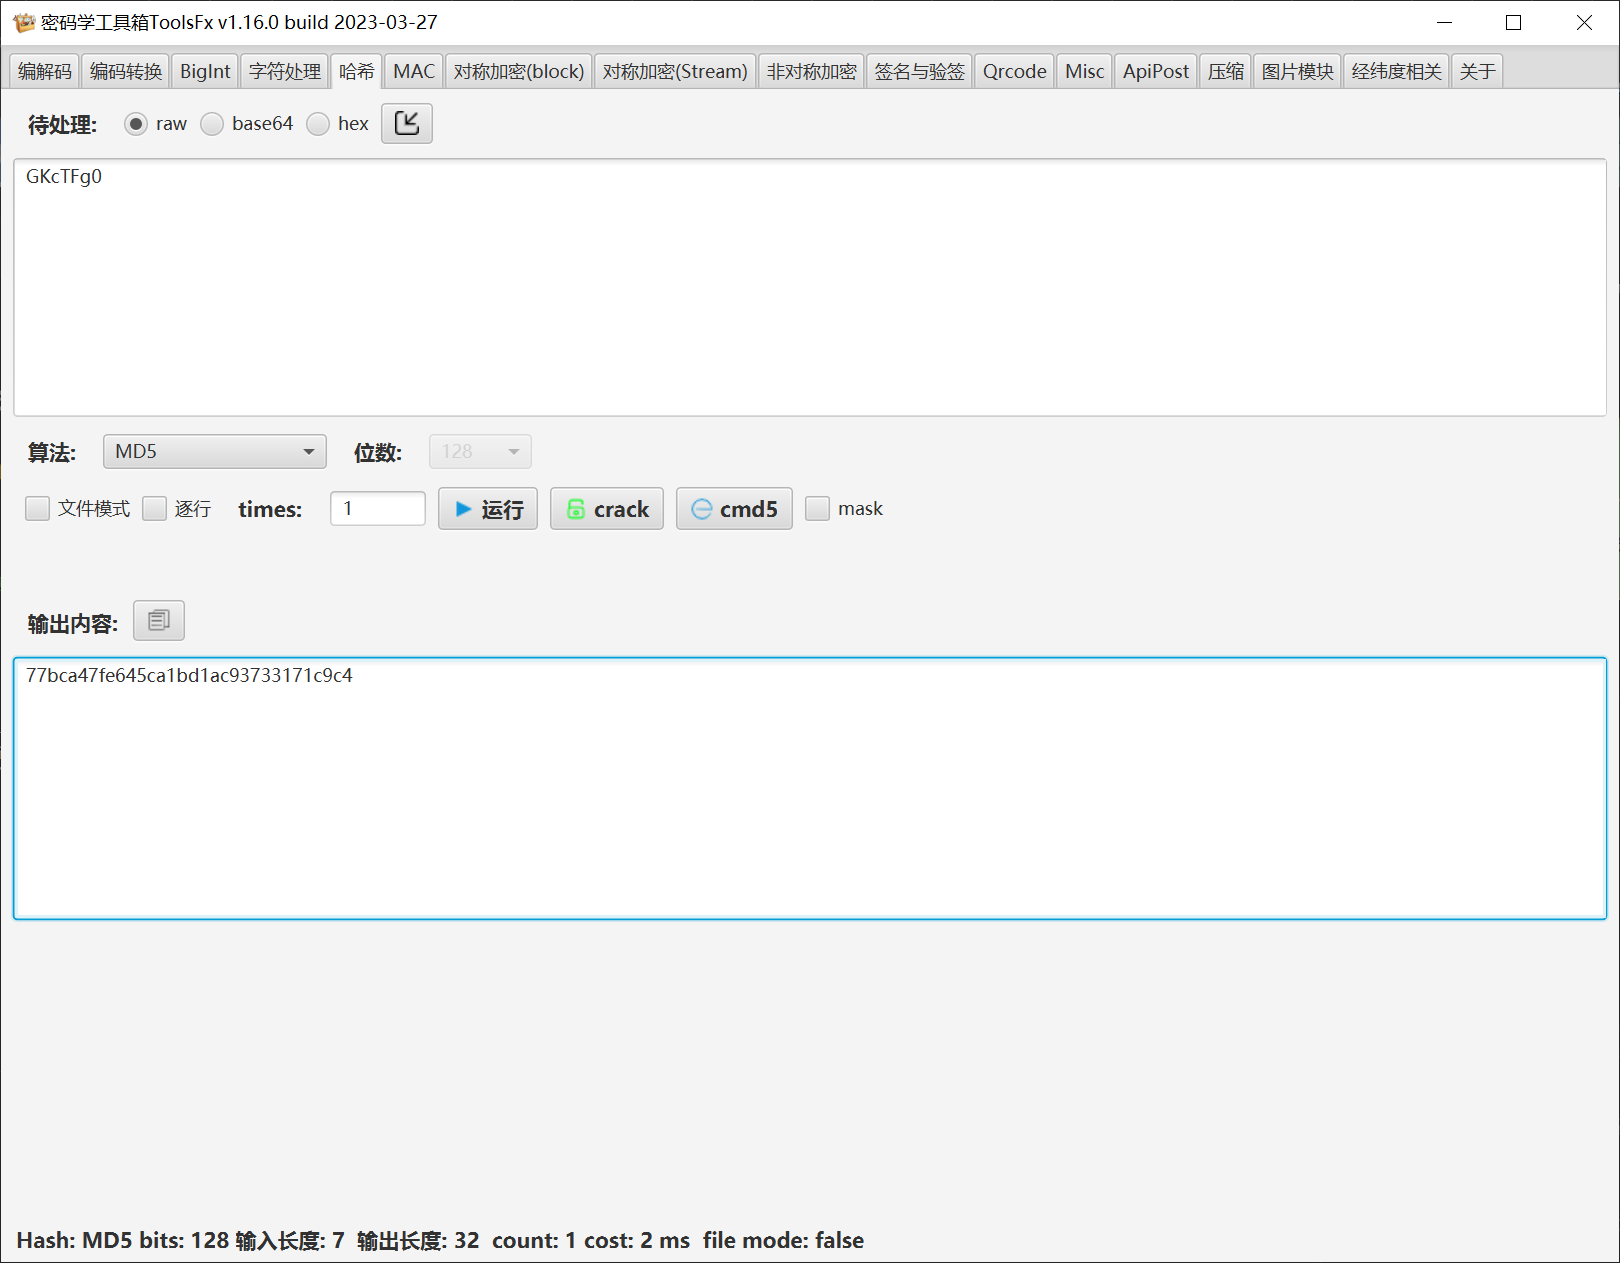 密码学工具箱ToolsFx v1.16.0 build 2023-03-27
编解码 编码转换 BigInt 字符处理 哈希 MAC 对称加密(block) 对称加密(Stream) 非对称加密 签名与验签 Qrcode Misc ApiPost 压缩 图片模块 经纬度相关 关于
待处理: raw base64 hex
GKcTFg0
算法: MD5 位数: 128
文件模式 逐行 times: 1 运行 crack cmd5 mask
输出内容:
77bca47fe645ca1bd1ac93733171c9c4
Hash: MD5 bits: 128 输入长度: 7 输出长度: 32 count: 1 cost: 2 ms file mode: false